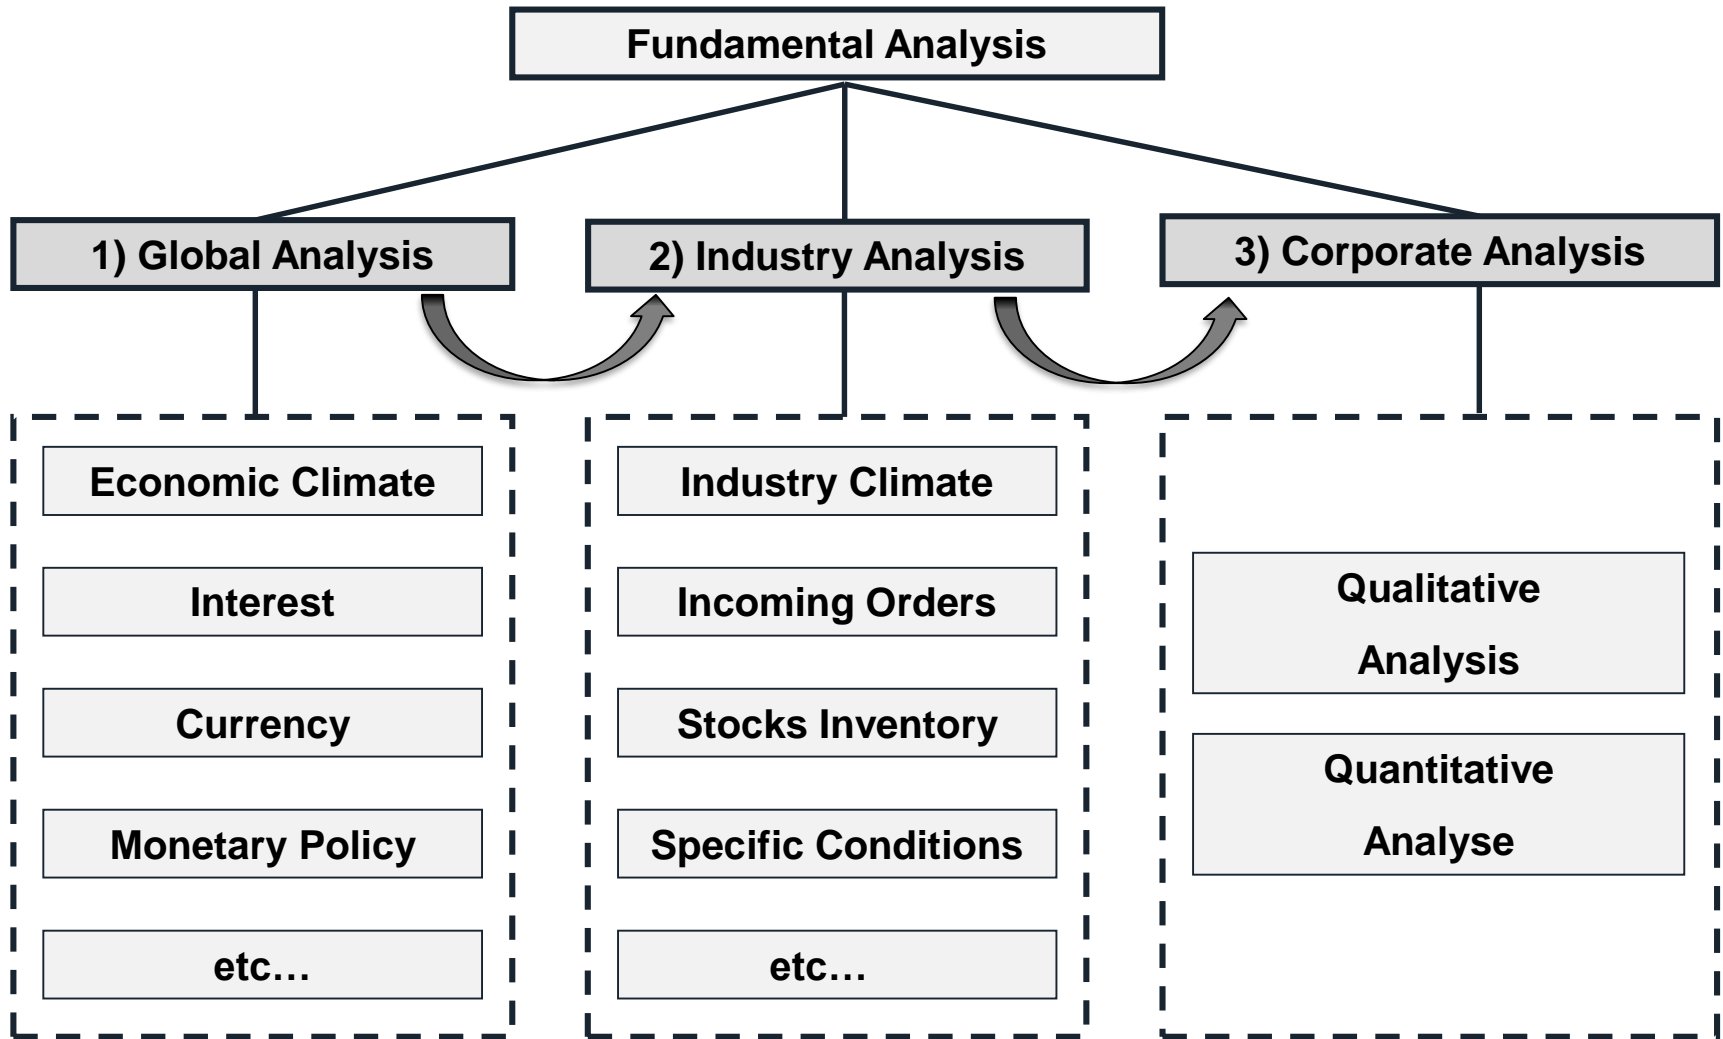 Fundamental Analysis
1) Global Analysis
2) Industry Analysis
3) Corporate Analysis
Economic Climate
Interest
Currency
Monetary Policy
etc…
Industry Climate
Incoming Orders
Stocks Inventory
Specific Conditions
etc…
Qualitative
Analysis
Quantitative
Analyse